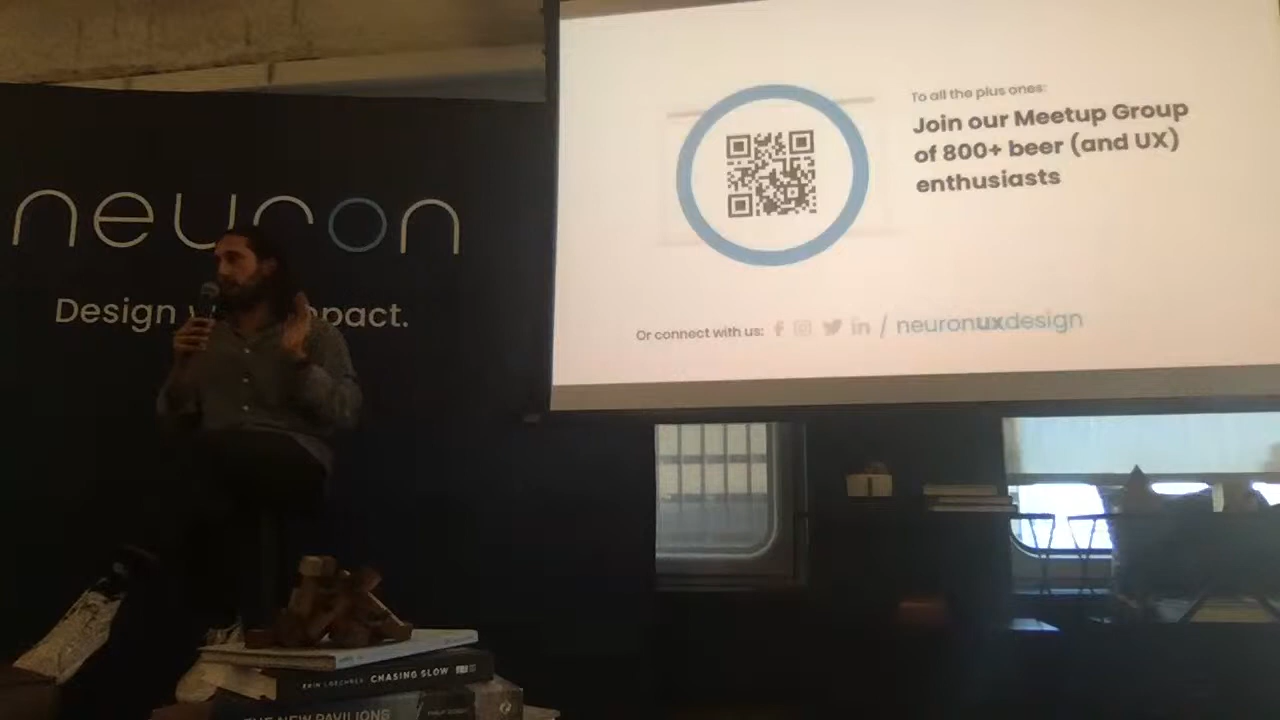 neuron
Design w mpact.
To all the plus ones:
Join our Meetup Group
of 800+ beer (and UX)
enthusiasts
Or connect with us: / neuronuxdesign
CHASING SLOW
THE NEW PAVILIONS